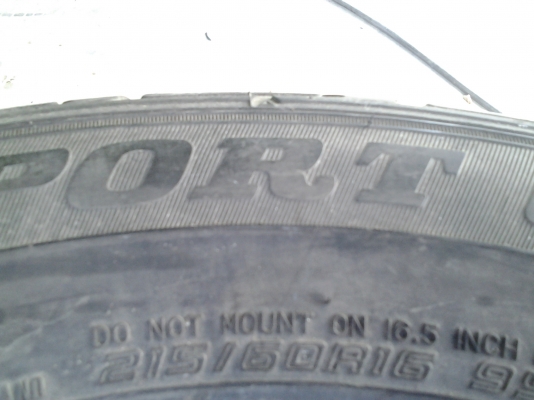 PORT
DO NOT MOUNT ON 16.5 INCH
215/60R16